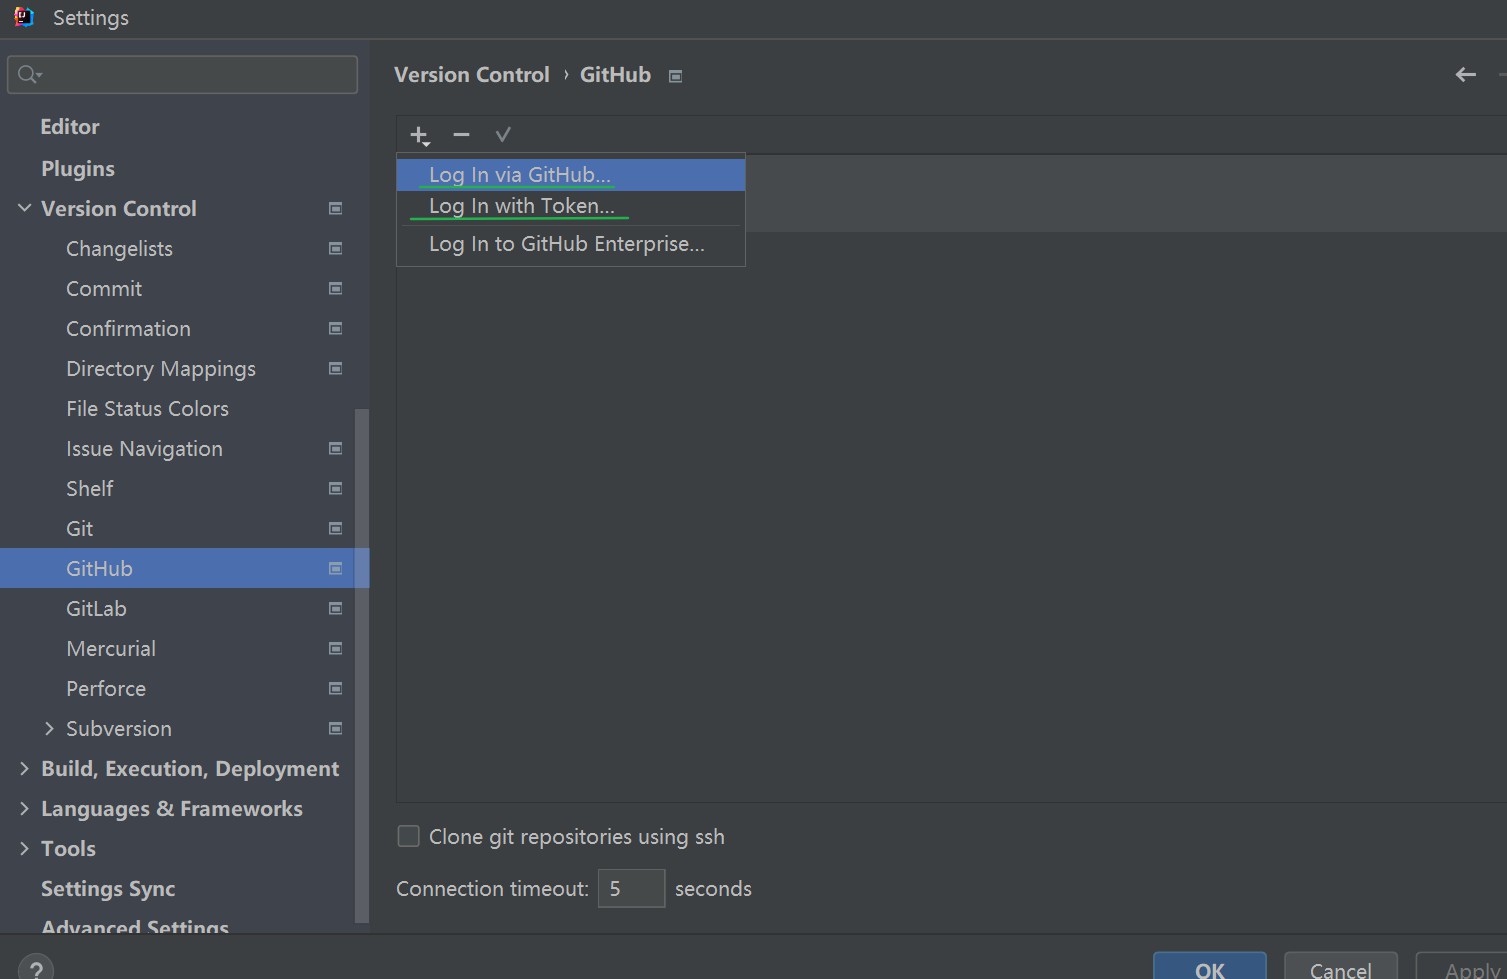 Settings
Version Control › GitHub
Editor
Plugins
Version Control
Changelists
Commit
Confirmation
Directory Mappings
File Status Colors
Issue Navigation
Shelf
Git
GitHub
GitLab
Mercurial
Perforce
Subversion
Build, Execution, Deployment
Languages & Frameworks
Tools
Settings Sync
Advanced Settings
Log In via GitHub...
Log In with Token...
Log In to GitHub Enterprise...
Clone git repositories using ssh
Connection timeout: 5 seconds
?
OK
Cancel
Apply